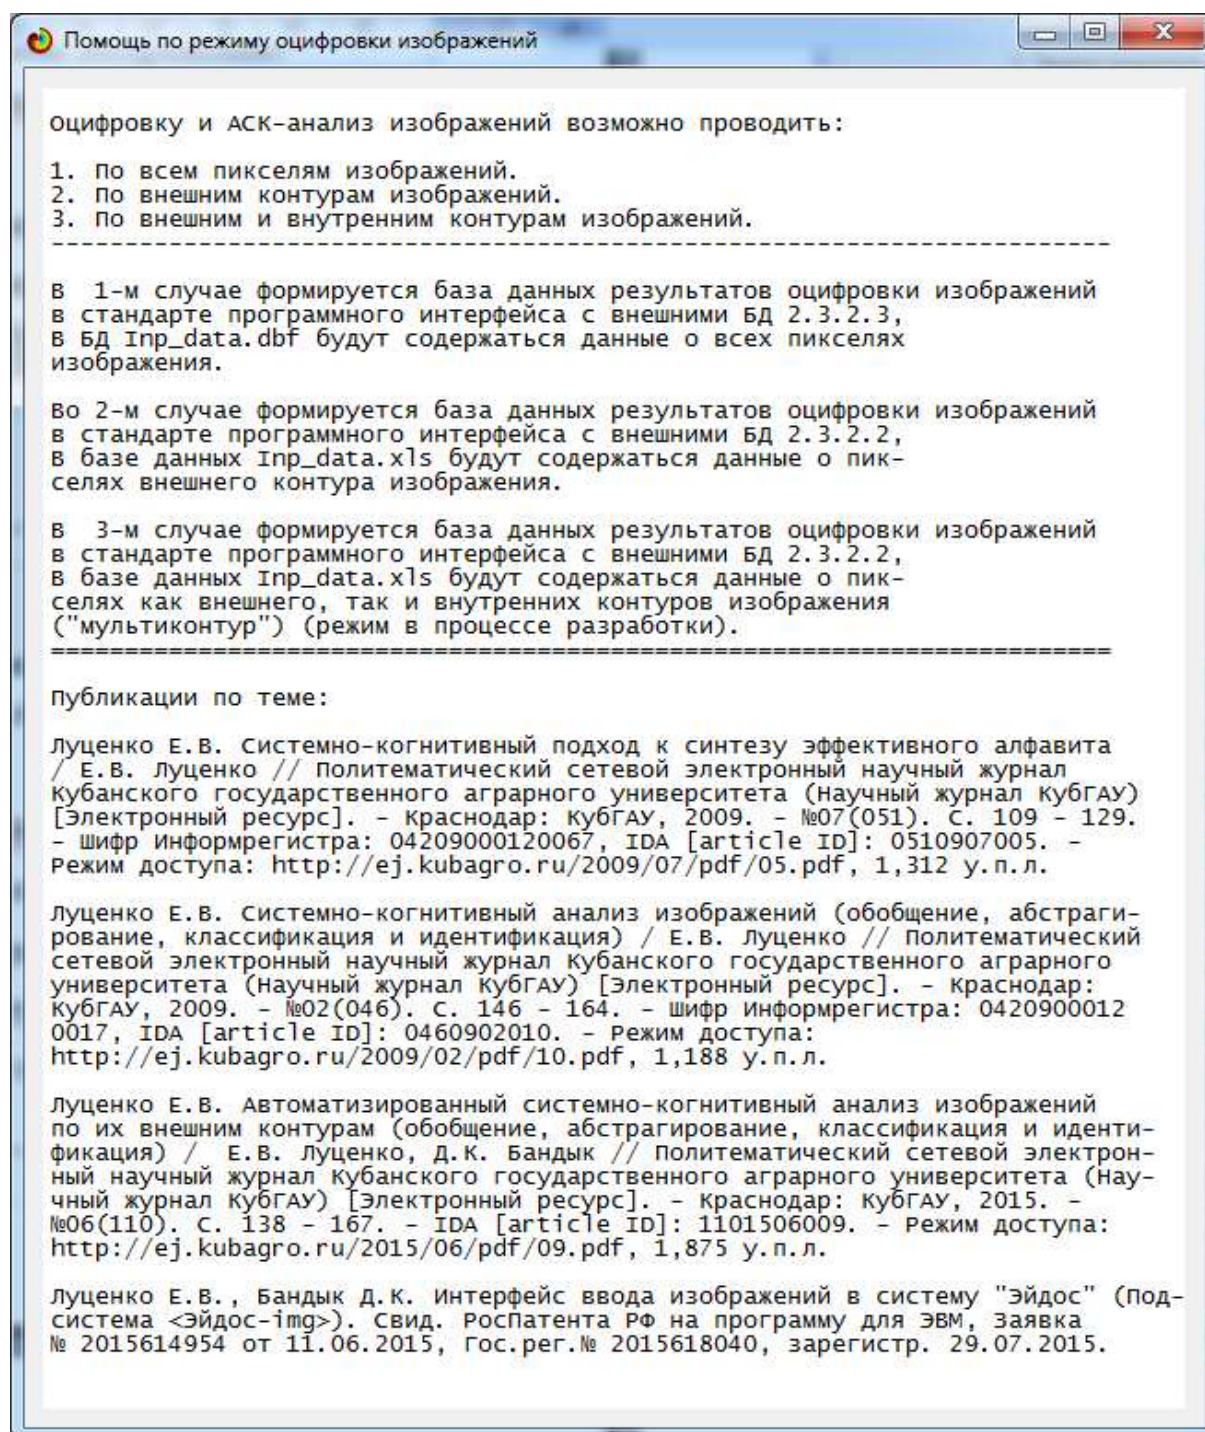 Помощь по режиму оцифровки изображений
Оцифровку и АСК-анализ изображений возможно проводить:
1. По всем пикселям изображений.
2. По внешним контурам изображений.
3. По внешним и внутренним контурам изображений.
------------------------------------------------------------------------
В  1-м случае формируется база данных результатов оцифровки изображений
в стандарте программного интерфейса с внешними БД 2.3.2.3,
В БД Inp_data.dbf будут содержаться данные о всех пикселях
изображения.
Во 2-м случае формируется база данных результатов оцифровки изображений
в стандарте программного интерфейса с внешними БД 2.3.2.2,
В базе данных Inp_data.xls будут содержаться данные о пик-
селях внешнего контура изображения.
В  3-м случае формируется база данных результатов оцифровки изображений
в стандарте программного интерфейса с внешними БД 2.3.2.2,
В базе данных Inp_data.xls будут содержаться данные о пик-
селях как внешнего, так и внутренних контуров изображения
("мультиконтур") (режим в процессе разработки).
========================================================================
Публикации по теме:
Луценко Е.В. Системно-когнитивный подход к синтезу эффективного алфавита
/ Е.В. Луценко // Политематический сетевой электронный научный журнал
Кубанского государственного аграрного университета (Научный журнал КубГАУ)
[Электронный ресурс]. - Краснодар: КубГАУ, 2009. - №07(051). С. 109 - 129.
- Шифр Информрегистра: 04209000120067, IDA [article ID]: 0510907005. -
Режим доступа: http://ej.kubagro.ru/2009/07/pdf/05.pdf, 1,312 у.п.л.
Луценко Е.В. Системно-когнитивный анализ изображений (обобщение, абстраги-
рование, классификация и идентификация) / Е.В. Луценко // Политематический
сетевой электронный научный журнал Кубанского государственного аграрного
университета (Научный журнал КубГАУ) [Электронный ресурс]. - Краснодар:
КубГАУ, 2009. - №02(046). С. 146 - 164. - Шифр Информрегистра: 0420900012
0017, IDA [article ID]: 0460902010. - Режим доступа:
http://ej.kubagro.ru/2009/02/pdf/10.pdf, 1,188 у.п.л.
Луценко Е.В. Автоматизированный системно-когнитивный анализ изображений
по их внешним контурам (обобщение, абстрагирование, классификация и иденти-
фикация) /  Е.В. Луценко, Д.К. Бандык // Политематический сетевой электрон-
ный научный журнал Кубанского государственного аграрного университета (Нау-
чный журнал КубГАУ) [Электронный ресурс]. - Краснодар: КубГАУ, 2015. -
№06(110). С. 138 - 167. - IDA [article ID]: 1101506009. - Режим доступа:
http://ej.kubagro.ru/2015/06/pdf/09.pdf, 1,875 у.п.л.
Луценко Е.В., Бандык Д.К. Интерфейс ввода изображений в систему "Эйдос" (Под-
система <Эйдос-img>). Свид. РосПатента РФ на программу для ЭВМ, Заявка
№ 2015614954 от 11.06.2015, Гос.рег.№ 2015618040, зарегистр. 29.07.2015.